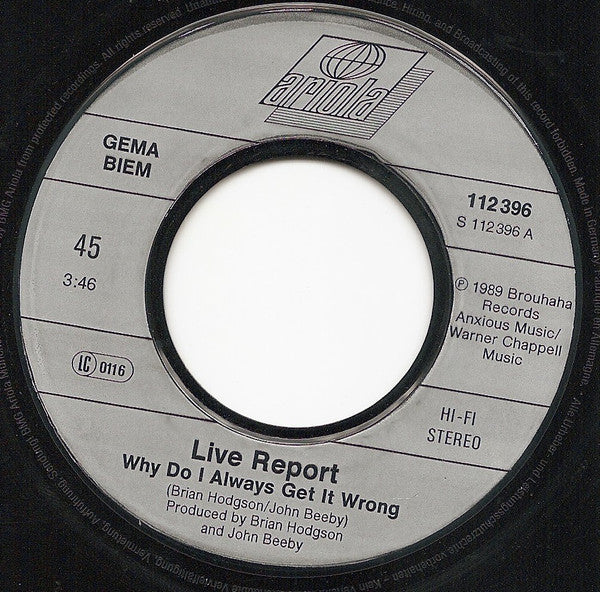 ariola
GEMA
BIEM
112 396
S 112 396 A
45
3:46
℗ 1989 Brouhaha
Records
Anxious Music/
Warner Chappell
Music
LC 0116
HI-FI
STEREO
Live Report
Why Do I Always Get It Wrong
(Brian Hodgson/John Beeby)
Produced by Brian Hodgson
and John Beeby